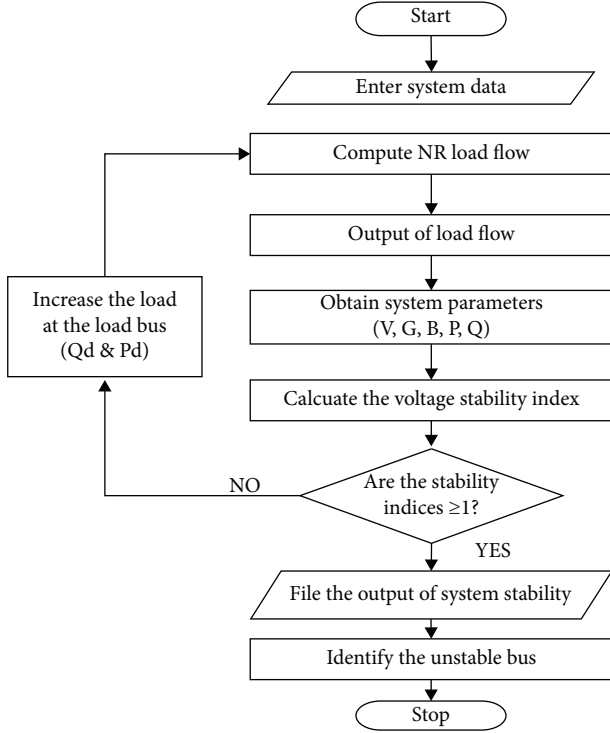 Start
Enter system data
Compute NR load flow
Output of load flow
Obtain system parameters
(V, G, B, P, Q)
Increase the load
at the load bus
(Qd & Pd)
Calcuate the voltage stability index
Are the stability
indices ≥1?
NO
YES
File the output of system stability
Identify the unstable bus
Stop